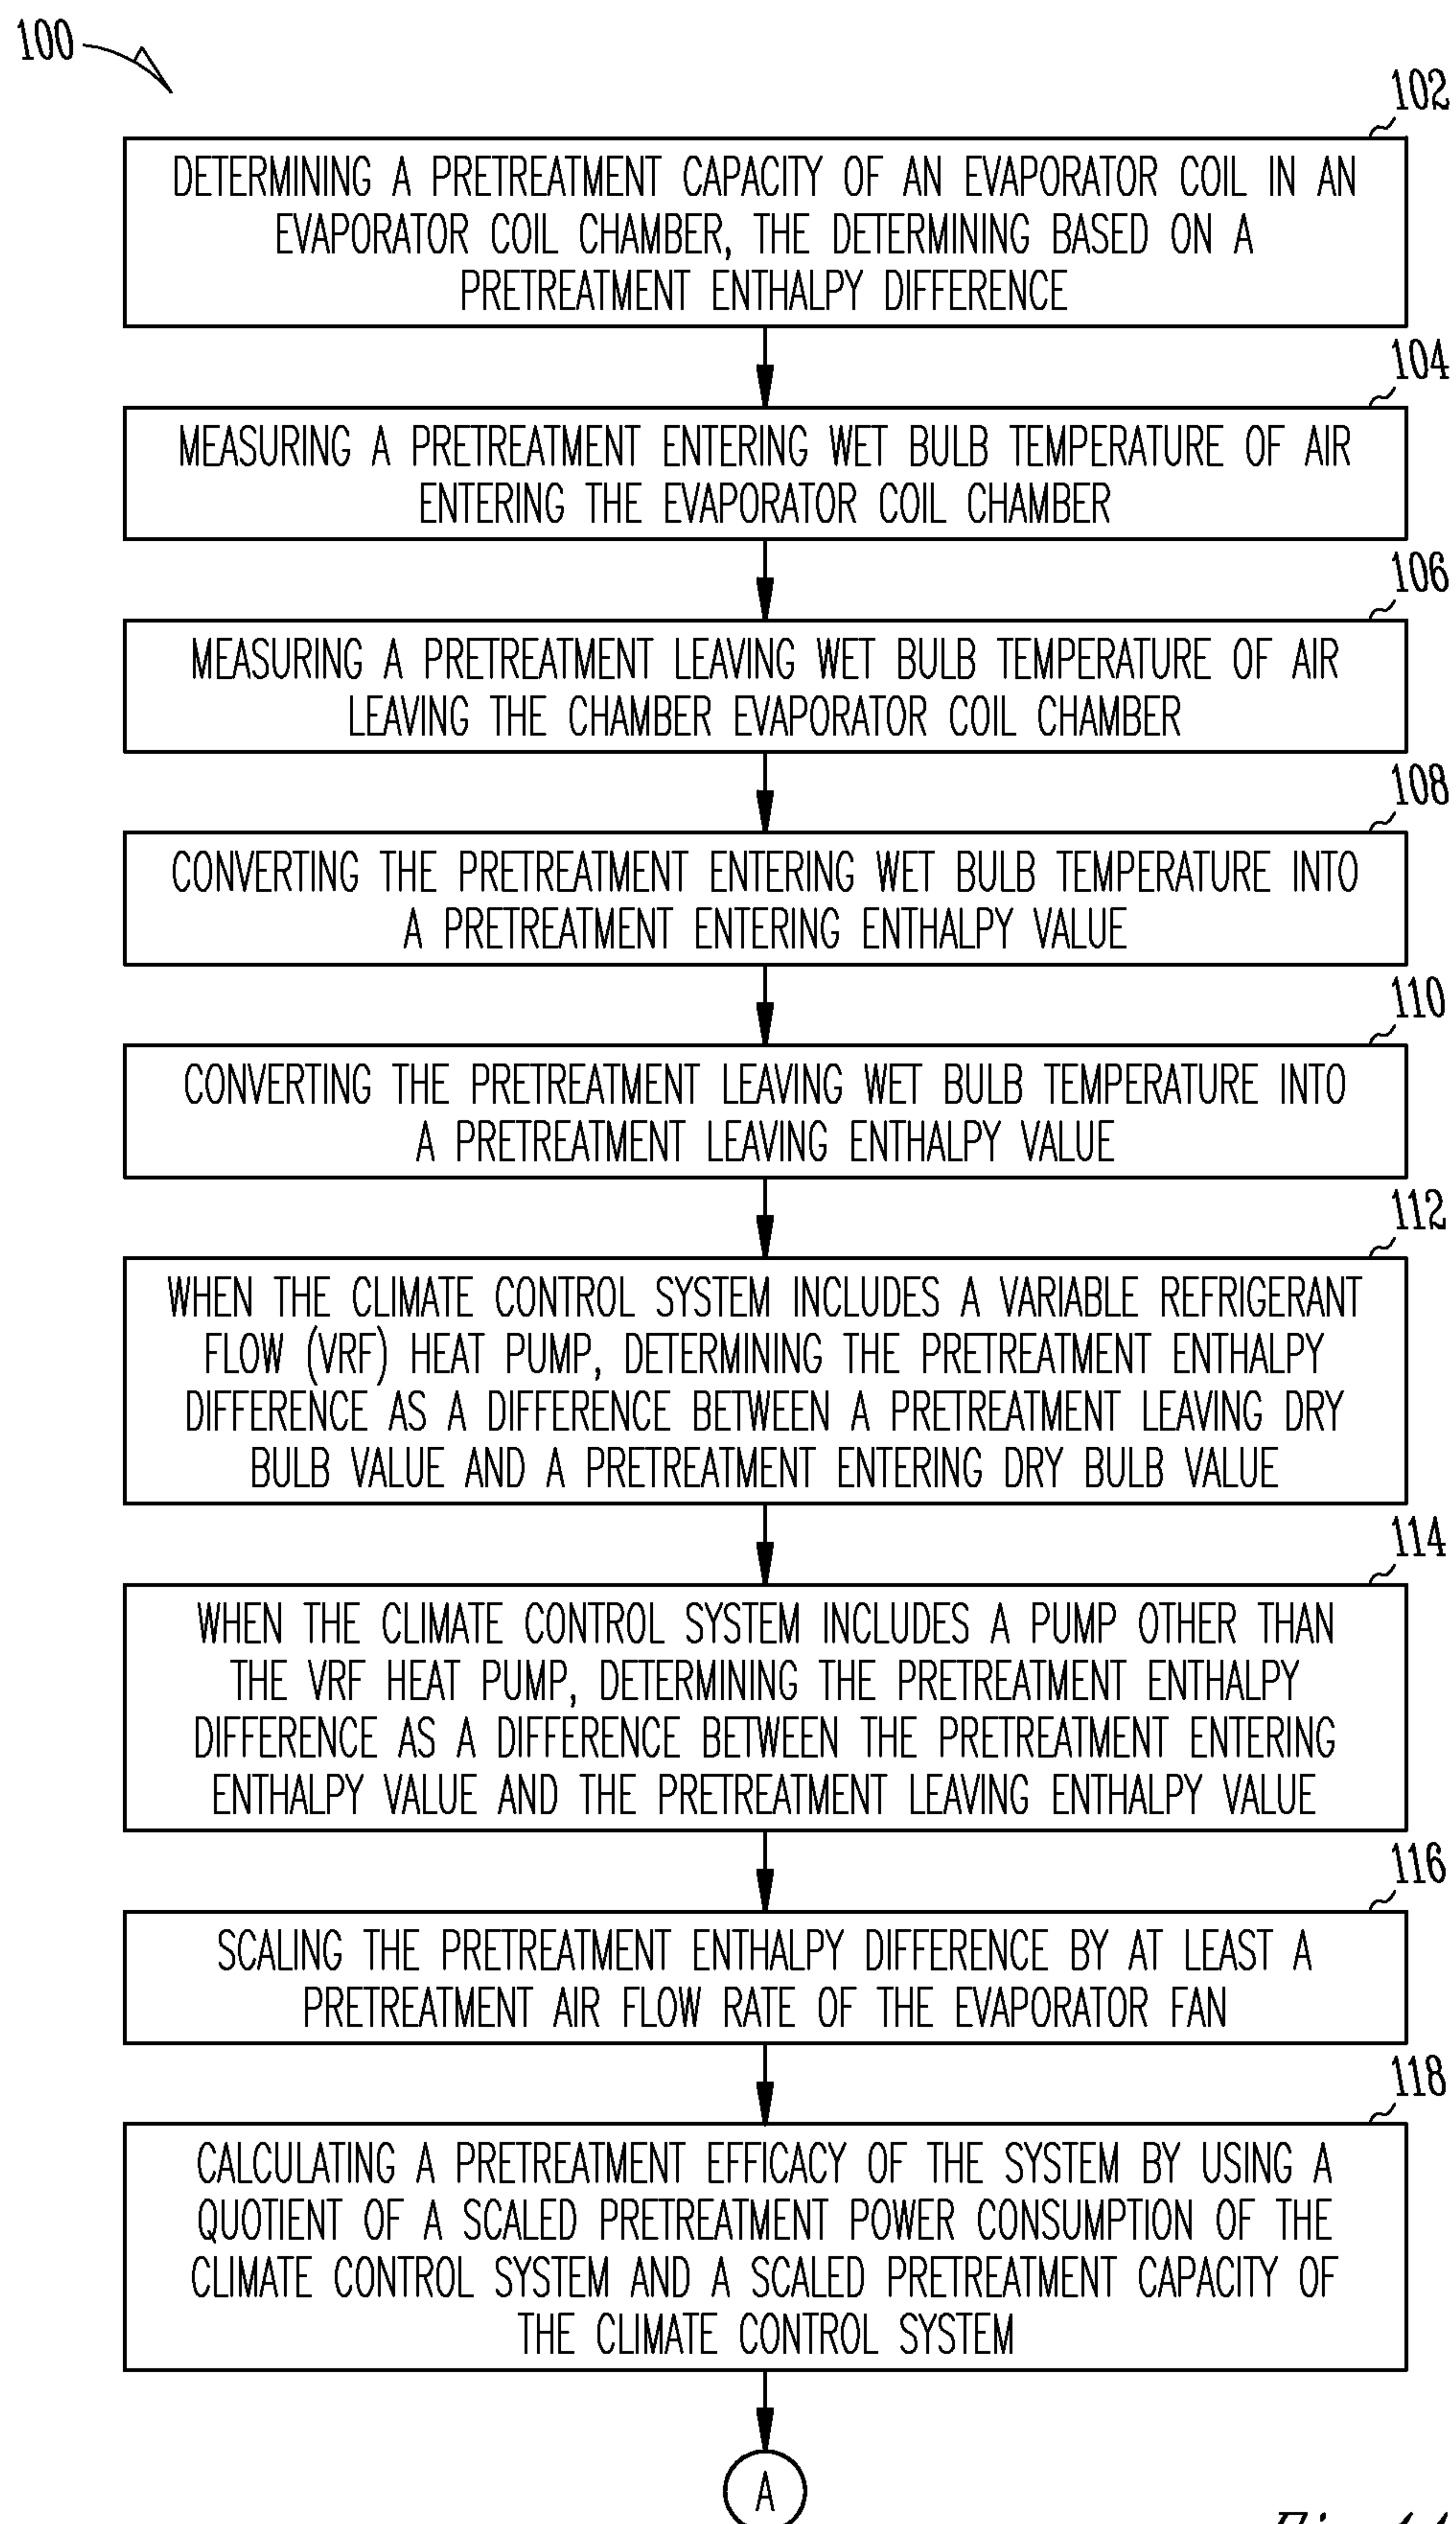 100
102
DETERMINING A PRETREATMENT CAPACITY OF AN EVAPORATOR COIL IN AN
EVAPORATOR COIL CHAMBER, THE DETERMINING BASED ON A
PRETREATMENT ENTHALPY DIFFERENCE
104
MEASURING A PRETREATMENT ENTERING WET BULB TEMPERATURE OF AIR
ENTERING THE EVAPORATOR COIL CHAMBER
106
MEASURING A PRETREATMENT LEAVING WET BULB TEMPERATURE OF AIR
LEAVING THE CHAMBER EVAPORATOR COIL CHAMBER
108
CONVERTING THE PRETREATMENT ENTERING WET BULB TEMPERATURE INTO
A PRETREATMENT ENTERING ENTHALPY VALUE
110
CONVERTING THE PRETREATMENT LEAVING WET BULB TEMPERATURE INTO
A PRETREATMENT LEAVING ENTHALPY VALUE
112
WHEN THE CLIMATE CONTROL SYSTEM INCLUDES A VARIABLE REFRIGERANT
FLOW (VRF) HEAT PUMP, DETERMINING THE PRETREATMENT ENTHALPY
DIFFERENCE AS A DIFFERENCE BETWEEN A PRETREATMENT LEAVING DRY
BULB VALUE AND A PRETREATMENT ENTERING DRY BULB VALUE
114
WHEN THE CLIMATE CONTROL SYSTEM INCLUDES A PUMP OTHER THAN
THE VRF HEAT PUMP, DETERMINING THE PRETREATMENT ENTHALPY
DIFFERENCE AS A DIFFERENCE BETWEEN THE PRETREATMENT ENTERING
ENTHALPY VALUE AND THE PRETREATMENT LEAVING ENTHALPY VALUE
116
SCALING THE PRETREATMENT ENTHALPY DIFFERENCE BY AT LEAST A
PRETREATMENT AIR FLOW RATE OF THE EVAPORATOR FAN
118
CALCULATING A PRETREATMENT EFFICACY OF THE SYSTEM BY USING A
QUOTIENT OF A SCALED PRETREATMENT POWER CONSUMPTION OF THE
CLIMATE CONTROL SYSTEM AND A SCALED PRETREATMENT CAPACITY OF
THE CLIMATE CONTROL SYSTEM
A